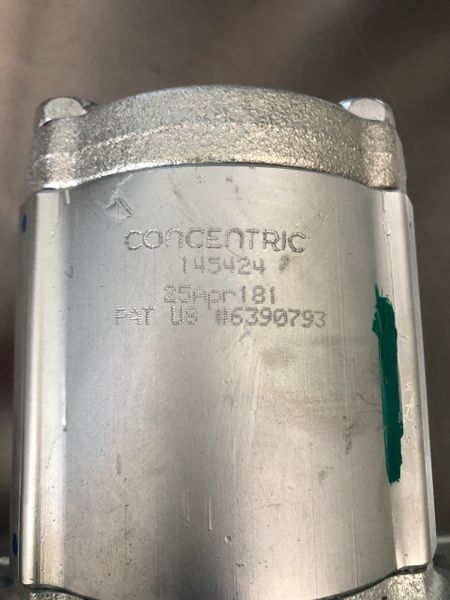 CONCENTRIC
145424
25Apr181
PAT US #6390793